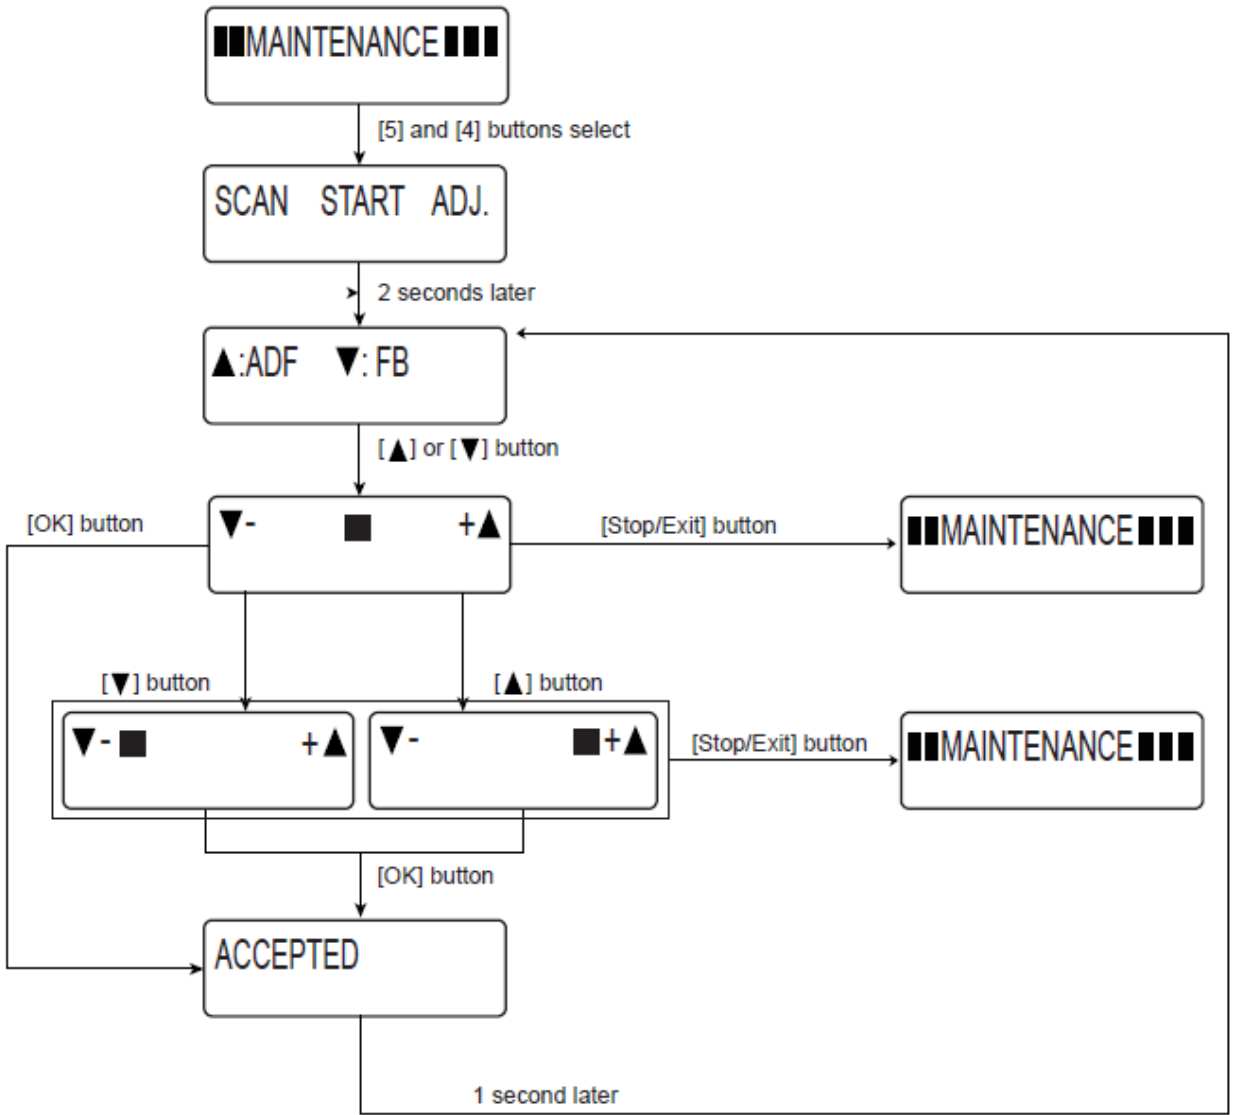 ■■MAINTENANCE■■■
[5] and [4] buttons select
SCAN START ADJ.
2 seconds later
▲:ADF ▼: FB
[▲] or [▼] button
[OK] button
▼- ■ +▲
[Stop/Exit] button
■■MAINTENANCE■■■
[▼] button
[▲] button
▼-■ +▲
▼- ■+▲
[Stop/Exit] button
■■MAINTENANCE■■■
[OK] button
ACCEPTED
1 second later